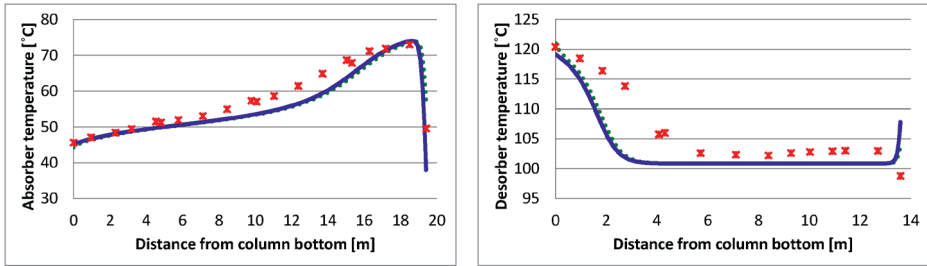 Absorber temperature [˚C]
80
70
60
50
40
30
0 2 4 6 8 10 12 14 16 18 20
Distance from column bottom [m]
Desorber temperature [˚C]
125
120
115
110
105
100
95
0 2 4 6 8 10 12 14
Distance from column bottom [m]